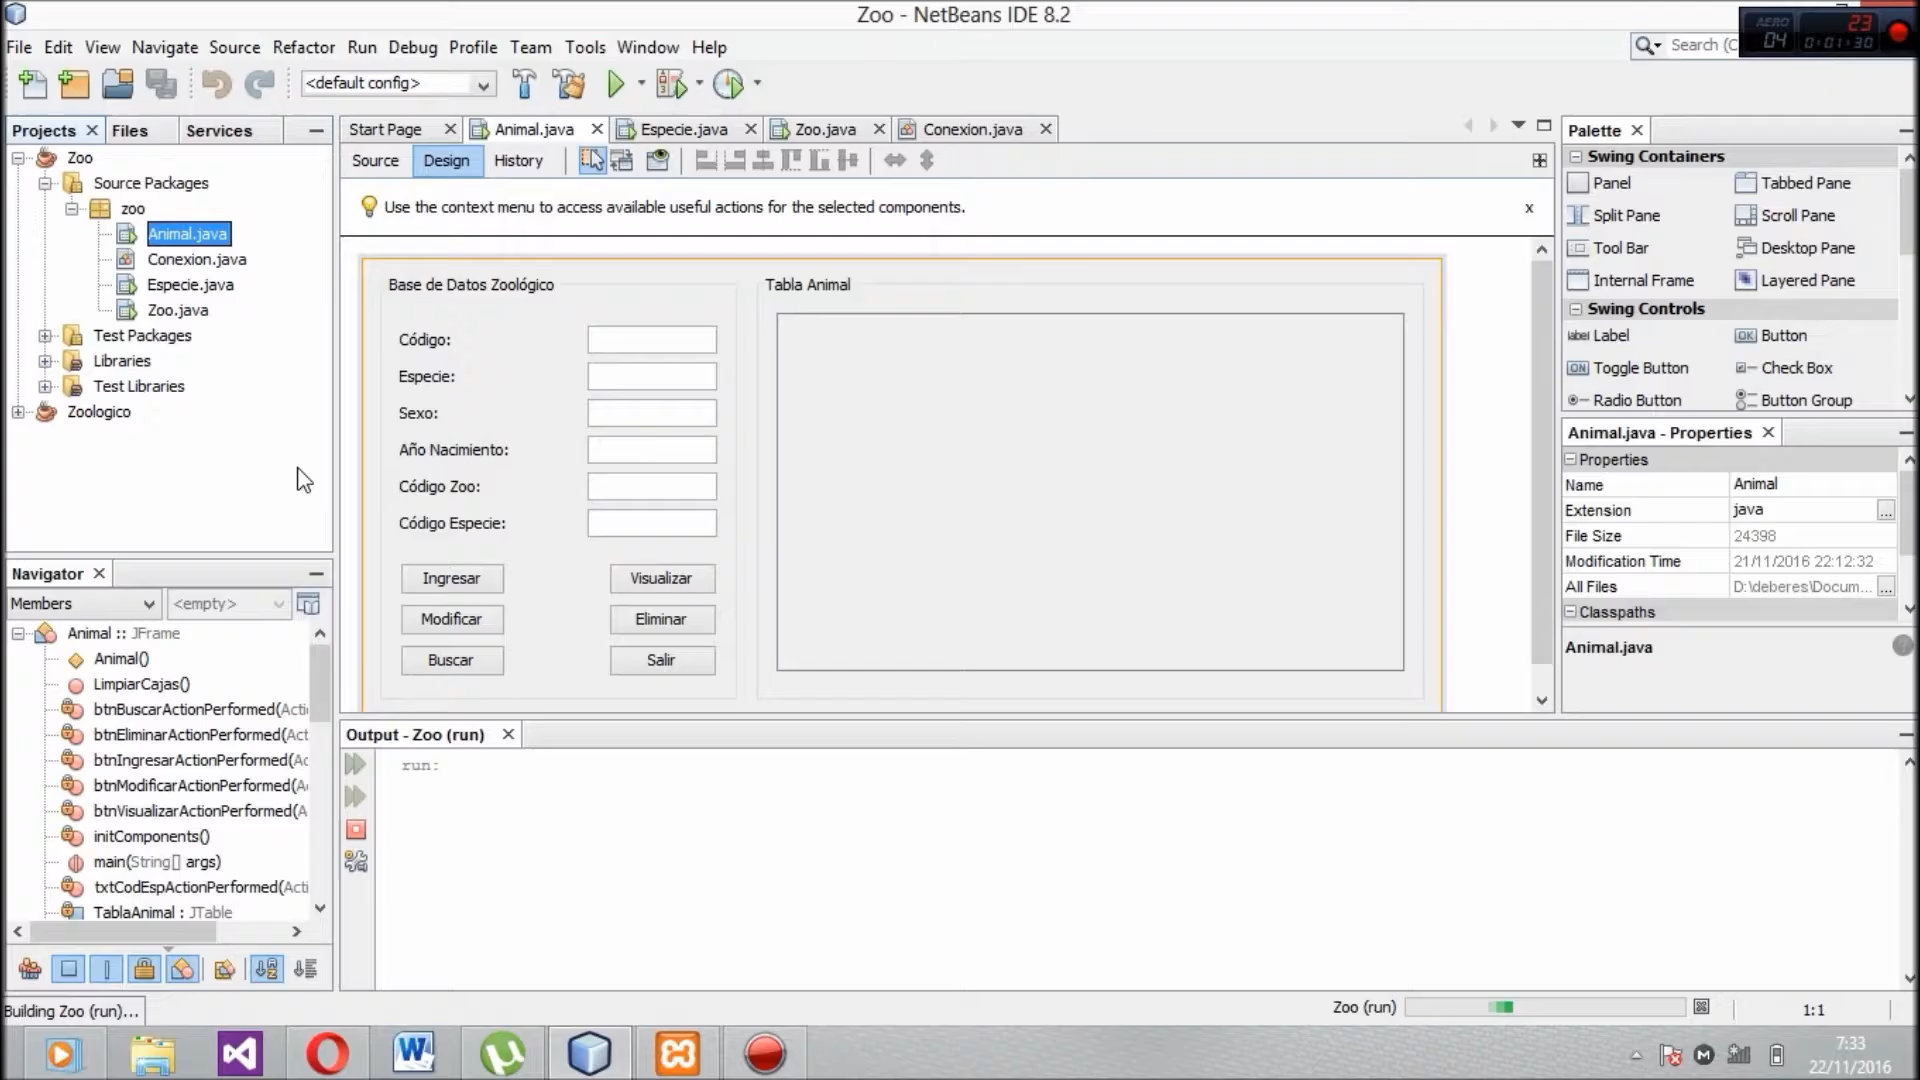 Zoo - NetBeans IDE 8.2
AERO 04 23 0:01:30
File Edit View Navigate Source Refactor Run Debug Profile Team Tools Window Help
Search (C
<default config>
Projects Files Services
Start Page Animal.java Especie.java Zoo.java Conexion.java
Source Design History
Use the context menu to access available useful actions for the selected components.
x
Zoo
Source Packages
zoo
Animal.java
Conexion.java
Especie.java
Zoo.java
Test Packages
Libraries
Test Libraries
Zoologico
Base de Datos Zoológico
Código:
Especie:
Sexo:
Año Nacimiento:
Código Zoo:
Código Especie:
Ingresar Visualizar
Modificar Eliminar
Buscar Salir
Tabla Animal
Palette
Swing Containers
Panel Tabbed Pane
Split Pane Scroll Pane
Tool Bar Desktop Pane
Internal Frame Layered Pane
Swing Controls
label Label OK Button
ON Toggle Button Check Box
Radio Button Button Group
Animal.java - Properties
Properties
Name Animal
Extension java ...
File Size 24398
Modification Time 21/11/2016 22:12:32
All Files D:\deberes\Docum... ...
Classpaths
Animal.java
Navigator
Members <empty>
Animal :: JFrame
Animal()
LimpiarCajas()
btnBuscarActionPerformed(Acti
btnEliminarActionPerformed(Act
btnIngresarActionPerformed(Ac
btnModificarActionPerformed(A
btnVisualizarActionPerformed(A
initComponents()
main(String[] args)
txtCodEspActionPerformed(Acti
TablaAnimal : JTable
Output - Zoo (run)
run:
Building Zoo (run)...
Zoo (run)
1:1
7:33
22/11/2016